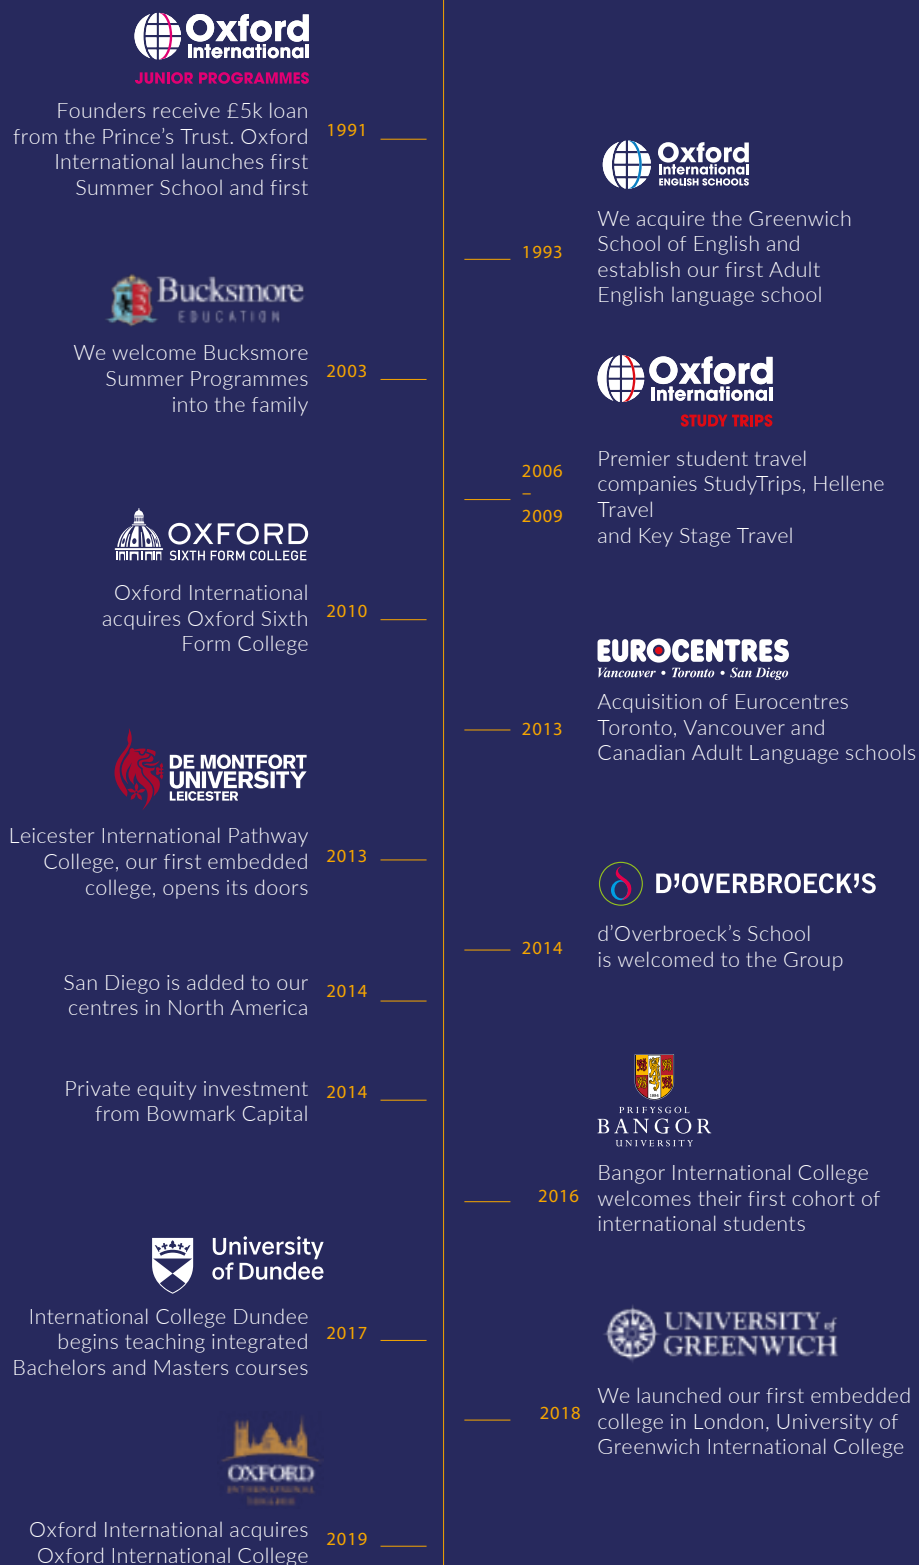 Oxford
International
JUNIOR PROGRAMMES
Founders receive £5k loan
from the Prince's Trust. Oxford
International launches first
Summer School and first
1991
Oxford
International
ENGLISH SCHOOLS
We acquire the Greenwich
School of English and
establish our first Adult
English language school
1993
Bucksmore
EDUCATION
We welcome Bucksmore
Summer Programmes
into the family
2003
Oxford
International
STUDY TRIPS
Premier student travel
companies StudyTrips, Hellene
Travel
and Key Stage Travel
2006
–
2009
OXFORD
SIXTH FORM COLLEGE
Oxford International
acquires Oxford Sixth
Form College
2010
EUROCENTRES
Vancouver • Toronto • San Diego
Acquisition of Eurocentres
Toronto, Vancouver and
Canadian Adult Language schools
2013
DE MONTFORT
UNIVERSITY
LEICESTER
Leicester International Pathway
College, our first embedded
college, opens its doors
2013
D'OVERBROECK'S
d'Overbroeck's School
is welcomed to the Group
2014
San Diego is added to our
centres in North America
2014
Private equity investment
from Bowmark Capital
2014
1884
PRIFYSGOL
BANGOR
UNIVERSITY
Bangor International College
welcomes their first cohort of
international students
2016
University
of Dundee
International College Dundee
begins teaching integrated
Bachelors and Masters courses
2017
UNIVERSITY of
GREENWICH
We launched our first embedded
college in London, University of
Greenwich International College
2018
OXFORD
INTERNATIONAL
COLLEGE
Oxford International acquires
Oxford International College
2019